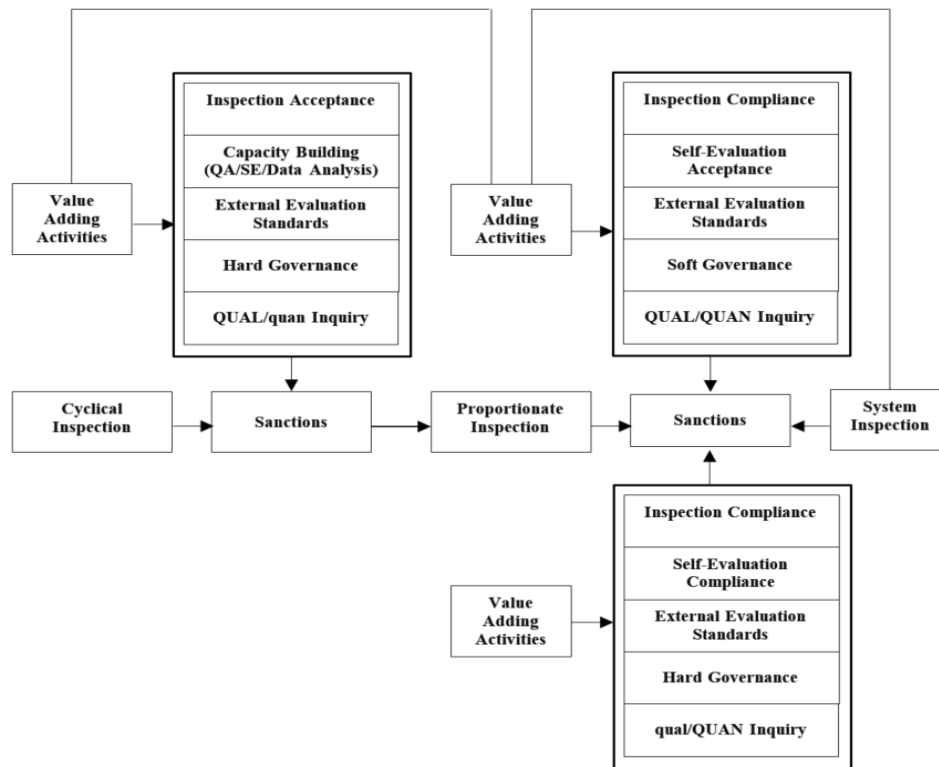 Inspection Acceptance
Capacity Building
(QA/SE/Data Analysis)
External Evaluation
Standards
Hard Governance
QUAL/quan Inquiry
Value
Adding
Activities
Inspection Compliance
Self-Evaluation
Acceptance
External Evaluation
Standards
Soft Governance
QUAL/QUAN Inquiry
Value
Adding
Activities
Cyclical
Inspection
Sanctions
Proportionate
Inspection
Sanctions
System
Inspection
Inspection Compliance
Self-Evaluation
Compliance
External Evaluation
Standards
Hard Governance
qual/QUAN Inquiry
Value
Adding
Activities